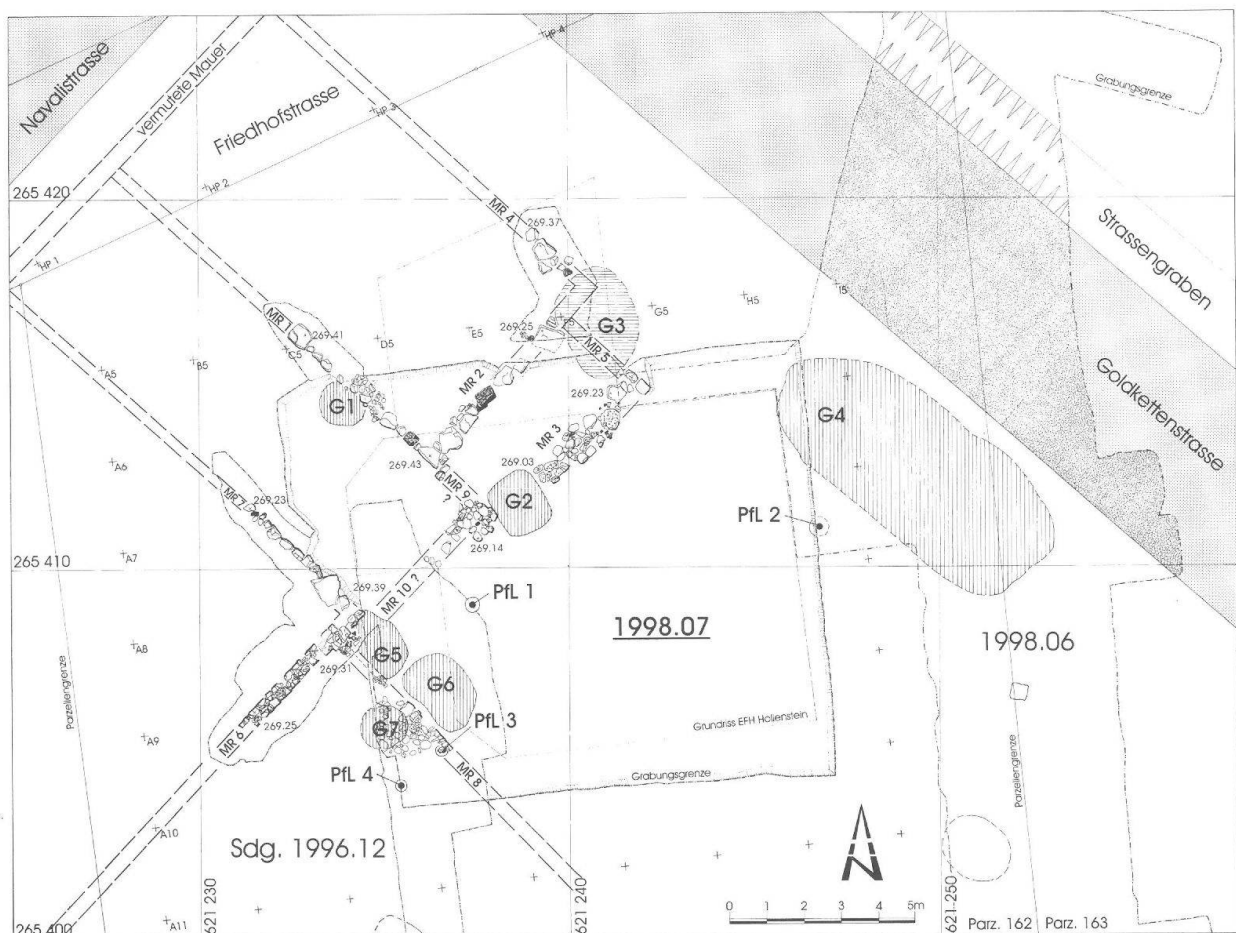 Navalistrasse
vermutete Mauer
Friedhofstrasse
HP 4
HP 3
HP 2
HP 1
Grabungsgrenze
265 420
MR 4
269.37
Strassengraben
Goldkettenstrasse
MR 1
269.41
C5
D5
E5
269.25
F5
G5
H5
I5
G3
MR 5
A5
B5
G1
MR 2
269.23
MR 3
G4
269.43
269.03
MR 9
?
G2
A6
MR 7
269.23
269.14
PfL 2
265 410
A7
269.39
MR 10 ?
PfL 1
1998.07
1998.06
A8
G5
269.31
G6
Parzellengrenze
269.25
G7
PfL 3
Grundriss EFH Hollenstein
MR 6
A9
PfL 4
MR 8
Grabungsgrenze
Parzellengrenze
A10
Sdg. 1996.12
N
621 230
621 240
621 250
0 1 2 3 4 5m
A11
265 400
Parz. 162
Parz. 163